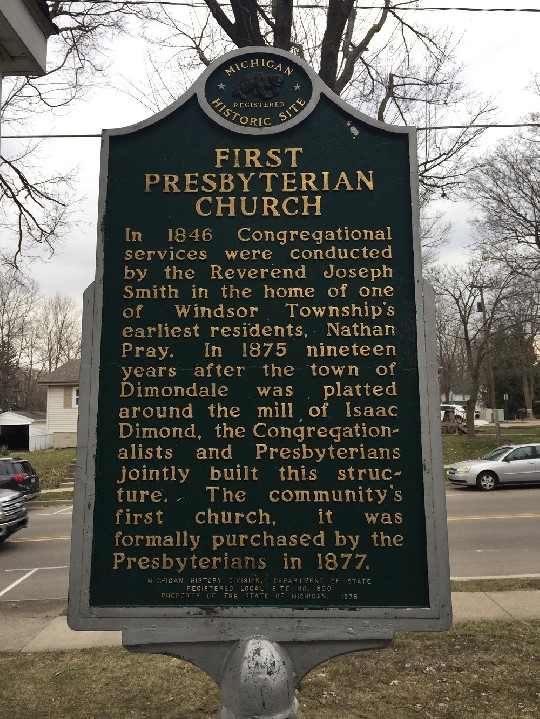 MICHIGAN
REGISTERED
HISTORIC SITE
FIRST
PRESBYTERIAN
CHURCH
In 1846 Congregational
services were conducted
by the Reverend Joseph
Smith in the home of one
of Windsor Township's
earliest residents, Nathan
Pray. In 1875 nineteen
years after the town of
Dimondale was platted
around the mill of Isaac
Dimond, the Congregation-
alists and Presbyterians
jointly built this struc-
ture. The community's
first church, it was
formally purchased by the
Presbyterians in 1877.
MICHIGAN HISTORY DIVISION, DEPARTMENT OF STATE
REGISTERED LOCAL SITE NO.
PROPERTY OF THE STATE OF MICHIGAN,